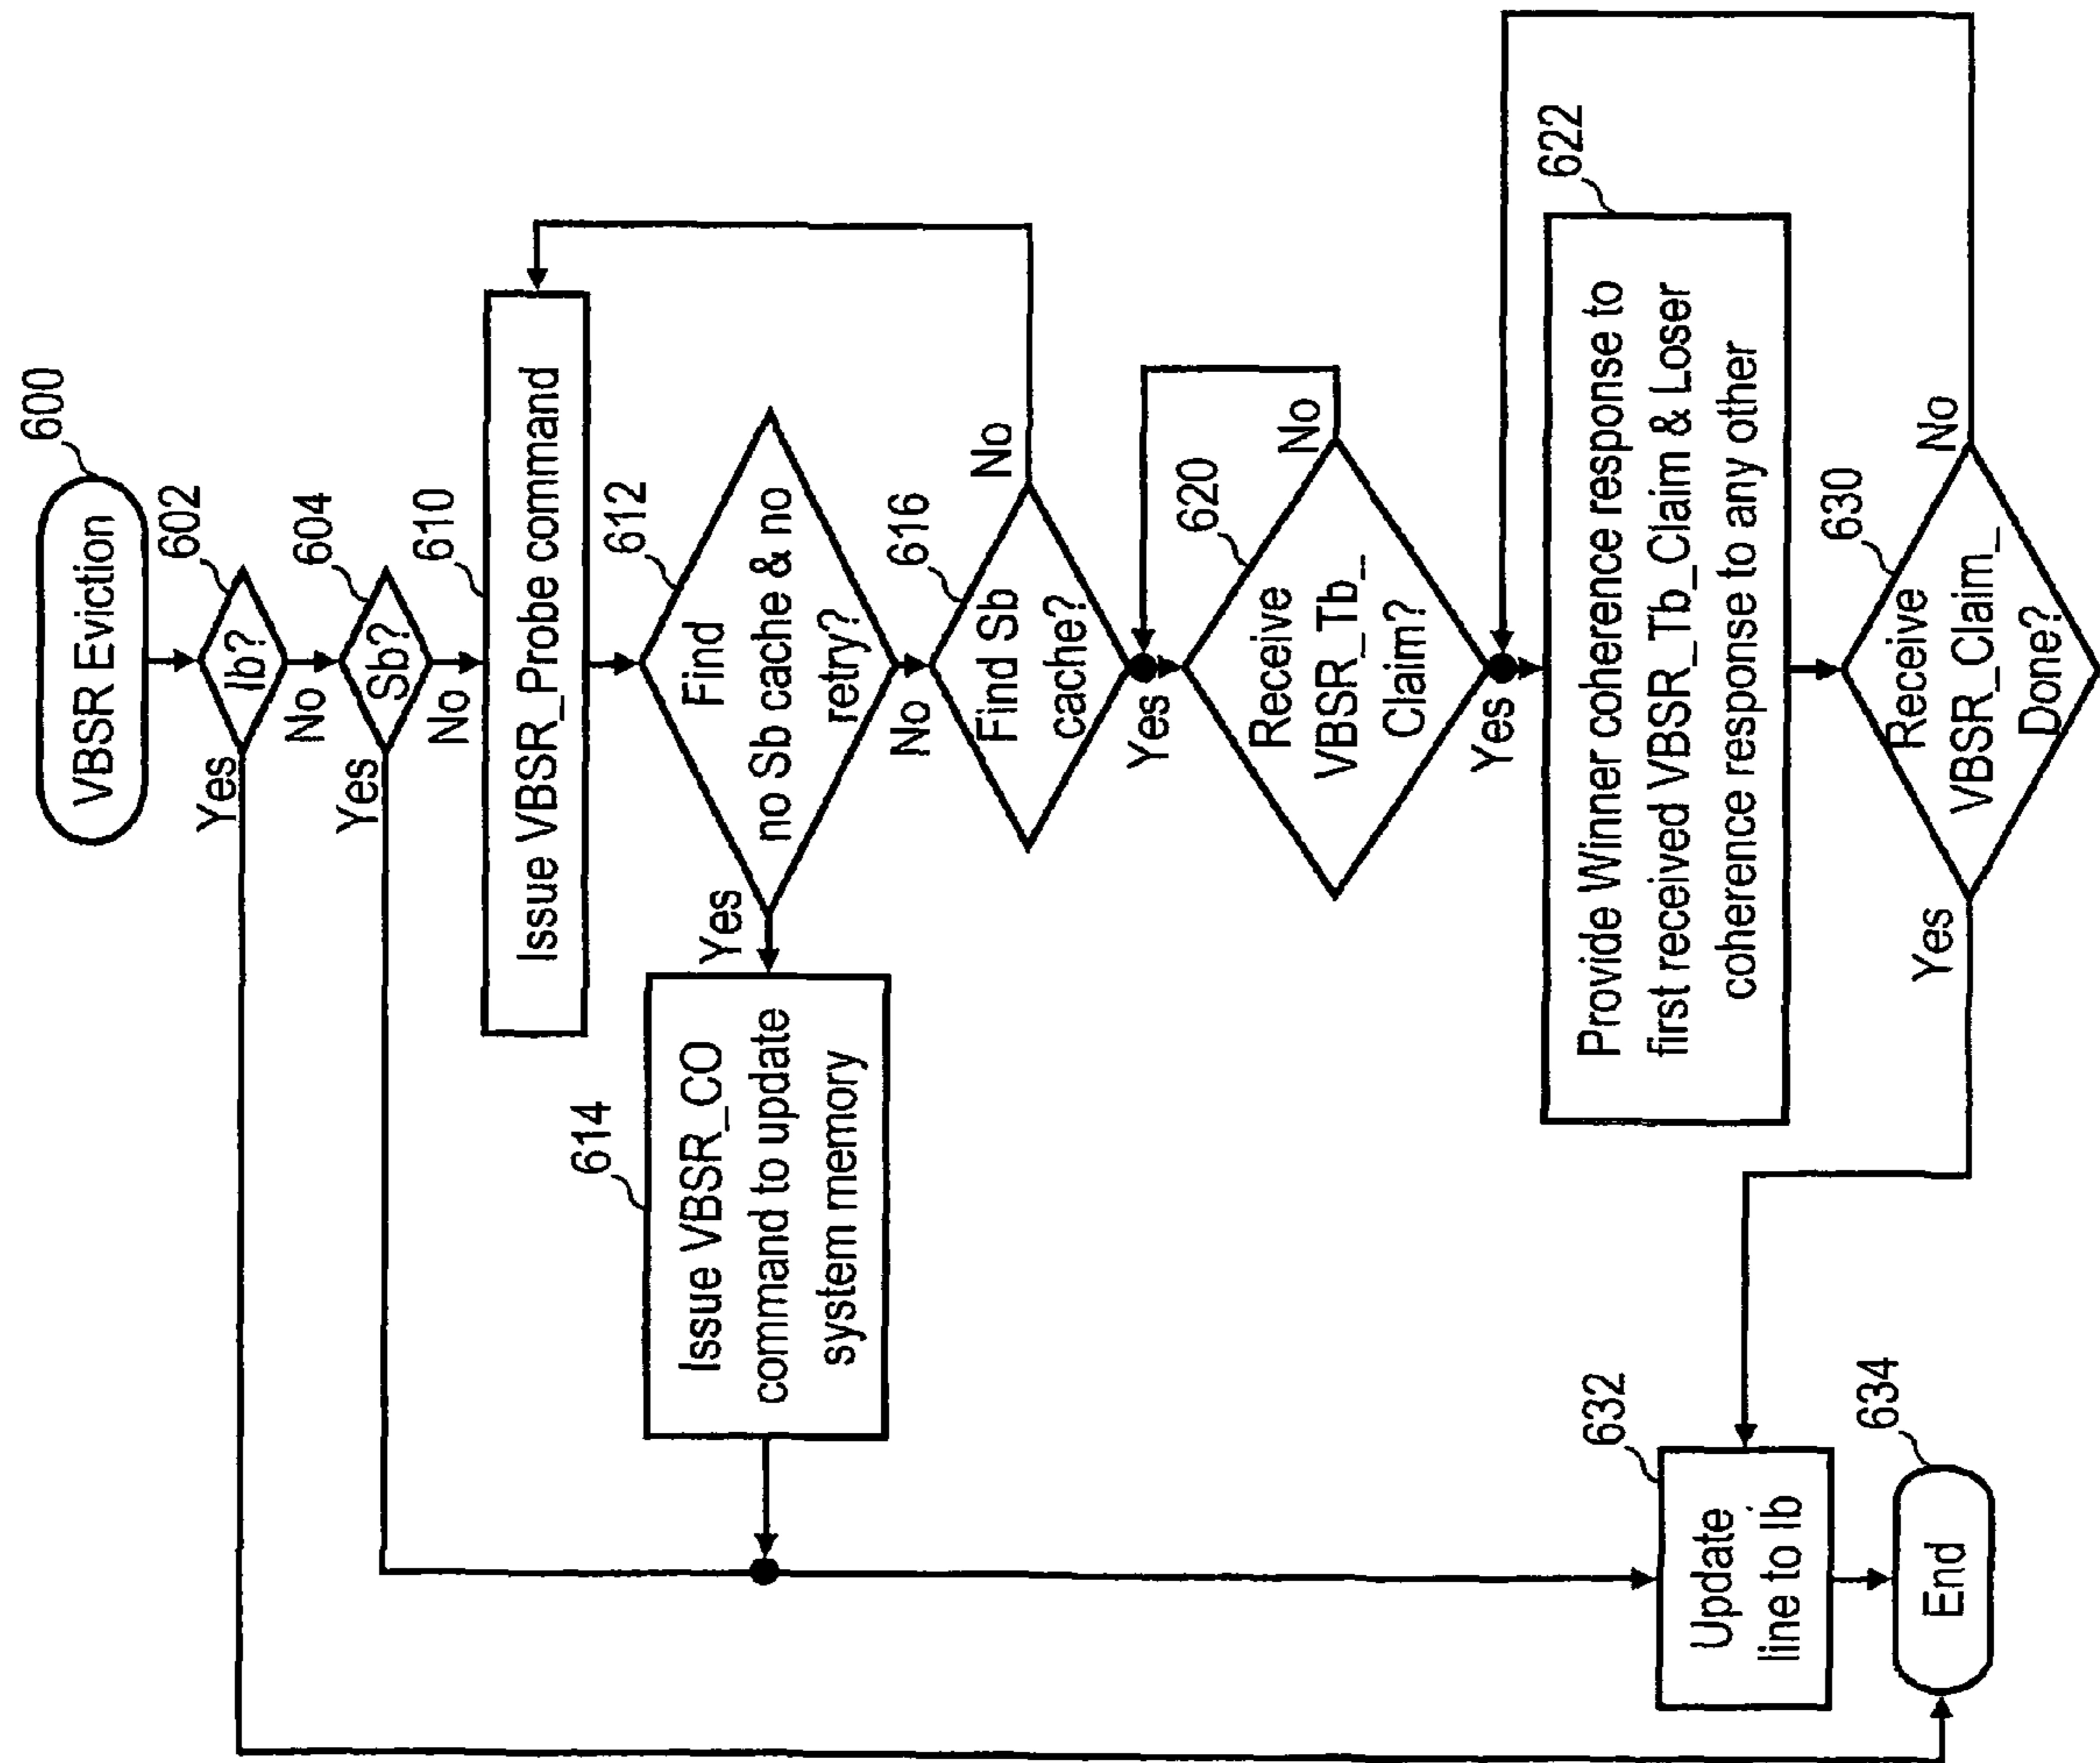 600
VBSR Eviction
602
Ib?
Yes
No
604
Sb?
Yes
No
610
Issue VBSR_Probe command
612
Find
no Sb cache & no
retry?
Yes
No
614
Issue VBSR_CO
command to update
system memory
616
Find Sb
cache?
No
Yes
620
Receive
VBSR_Tb_
Claim?
No
Yes
622
Provide Winner coherence response to
first received VBSR_Tb_Claim & Loser
coherence response to any other
630
Receive
VBSR_Claim_
Done?
No
Yes
632
Update
line to Ib
634
End